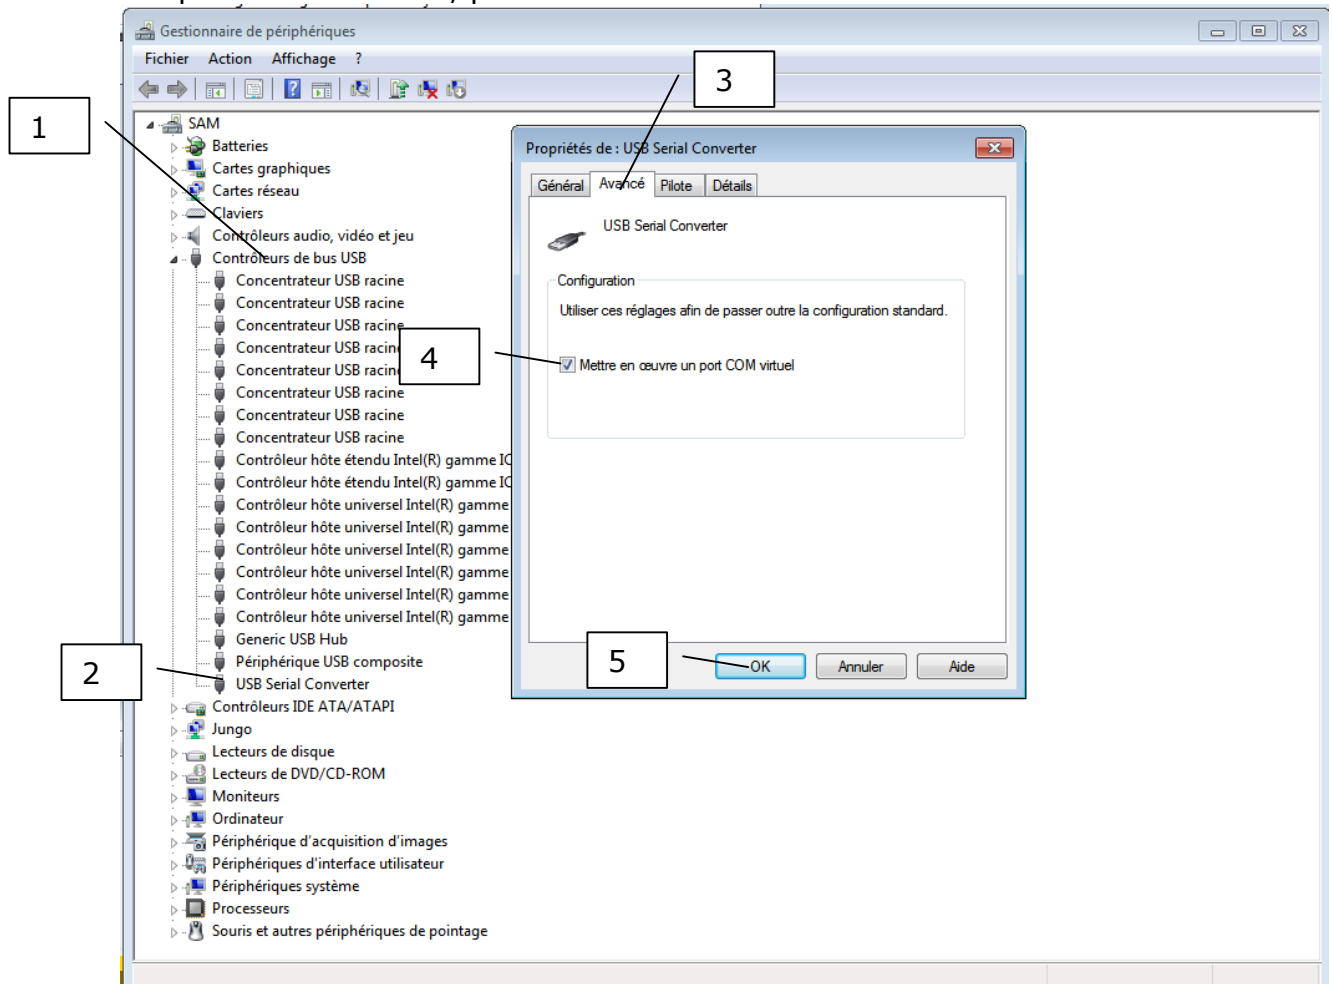 Gestionnaire de périphériques
Fichier Action Affichage ?
3
1
SAM
Batteries
Cartes graphiques
Cartes réseau
Claviers
Contrôleurs audio, vidéo et jeu
Contrôleurs de bus USB
Concentrateur USB racine
Concentrateur USB racine
Concentrateur USB racine
Concentrateur USB racine
Concentrateur USB racine
Concentrateur USB racine
Concentrateur USB racine
Concentrateur USB racine
Contrôleur hôte étendu Intel(R) gamme IC
Contrôleur hôte étendu Intel(R) gamme IC
Contrôleur hôte universel Intel(R) gamme
Contrôleur hôte universel Intel(R) gamme
Contrôleur hôte universel Intel(R) gamme
Contrôleur hôte universel Intel(R) gamme
Contrôleur hôte universel Intel(R) gamme
Contrôleur hôte universel Intel(R) gamme
Generic USB Hub
Périphérique USB composite
2
USB Serial Converter
Contrôleurs IDE ATA/ATAPI
Jungo
Lecteurs de disque
Lecteurs de DVD/CD-ROM
Moniteurs
Ordinateur
Périphérique d'acquisition d'images
Périphériques d'interface utilisateur
Périphériques système
Processeurs
Souris et autres périphériques de pointage
Propriétés de : USB Serial Converter
Général Avancé Pilote Détails
USB Serial Converter
Configuration
Utiliser ces réglages afin de passer outre la configuration standard.
4
Mettre en œuvre un port COM virtuel
5
OK Annuler Aide